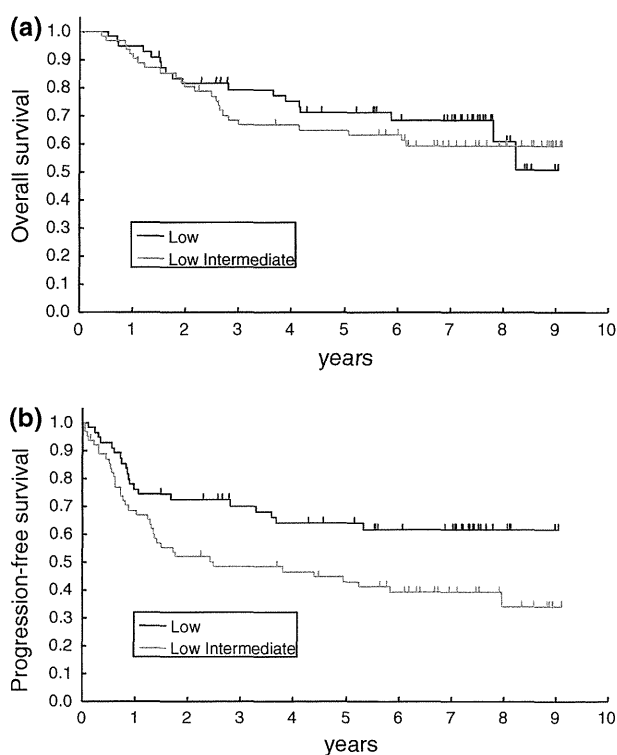 (a)
Overall survival
1.0
0.9
0.8
0.7
0.6
0.5
0.4
0.3
0.2
0.1
0.0
Low
Low Intermediate
0 1 2 3 4 5 6 7 8 9 10
years
(b)
Progression-free survival
1.0
0.9
0.8
0.7
0.6
0.5
0.4
0.3
0.2
0.1
0.0
Low
Low Intermediate
0 1 2 3 4 5 6 7 8 9 10
years